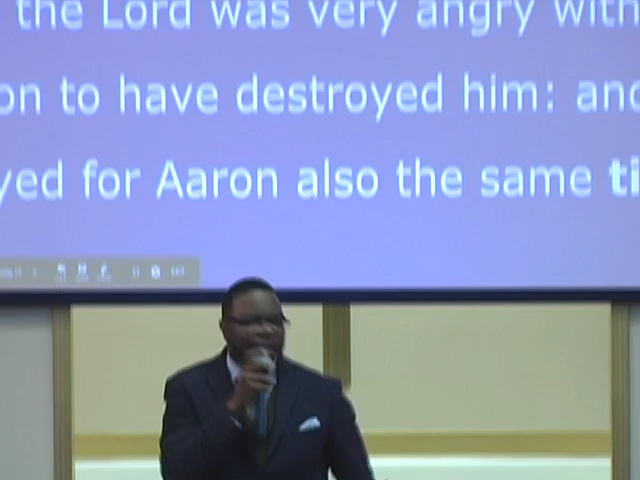 the Lord was very angry with
on to have destroyed him: and
yed for Aaron also the same ti